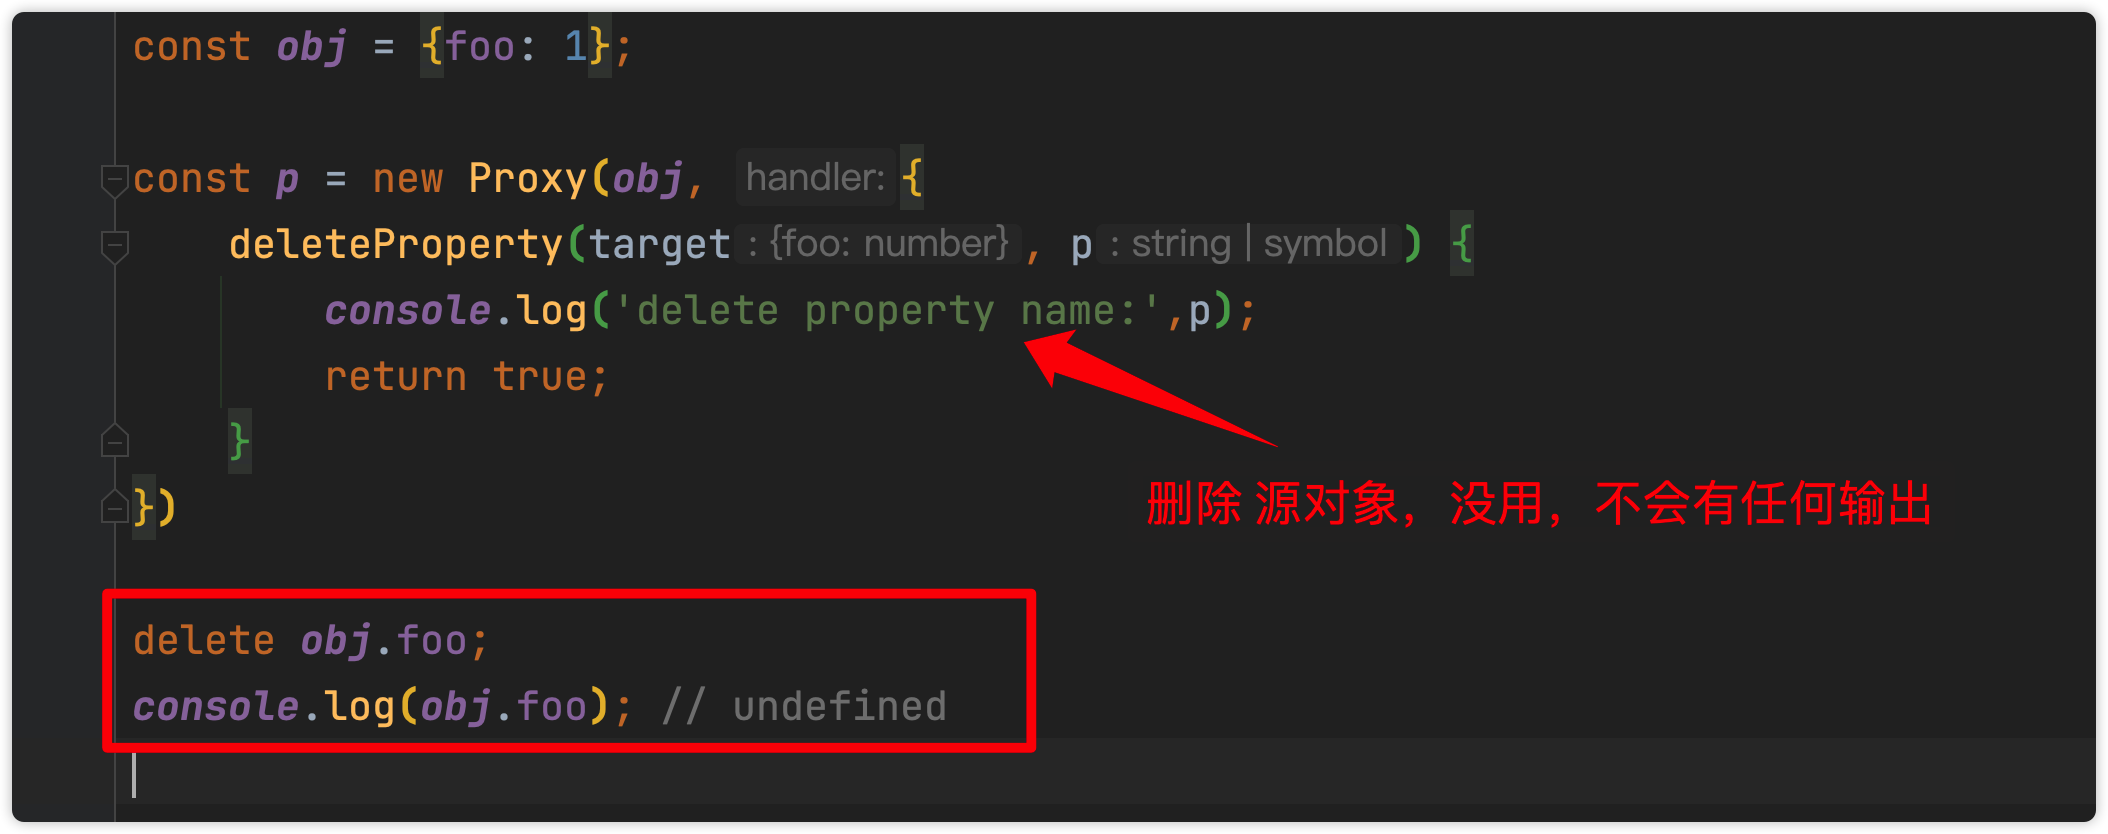 const obj = {foo: 1};
const p = new Proxy(obj, handler: {
deleteProperty(target : {foo: number} , p : string | symbol ) {
console.log('delete property name:',p);
return true;
}
})
删除 源对象，没用，不会有任何输出
delete obj.foo;
console.log(obj.foo); // undefined